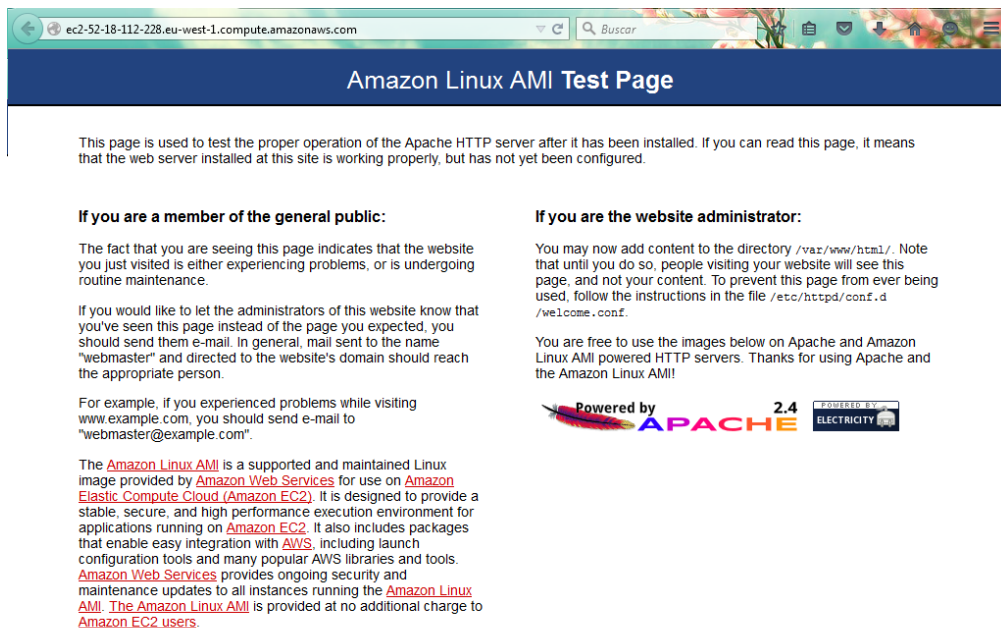 ec2-52-18-112-228.eu-west-1.compute.amazonaws.com
Buscar
Amazon Linux AMI Test Page
This page is used to test the proper operation of the Apache HTTP server after it has been installed. If you can read this page, it means
that the web server installed at this site is working properly, but has not yet been configured.
If you are a member of the general public:
The fact that you are seeing this page indicates that the website
you just visited is either experiencing problems, or is undergoing
routine maintenance.
If you would like to let the administrators of this website know that
you've seen this page instead of the page you expected, you
should send them e-mail. In general, mail sent to the name
"webmaster" and directed to the website's domain should reach
the appropriate person.
For example, if you experienced problems while visiting
www.example.com, you should send e-mail to
"webmaster@example.com".
The Amazon Linux AMI is a supported and maintained Linux
image provided by Amazon Web Services for use on Amazon
Elastic Compute Cloud (Amazon EC2). It is designed to provide a
stable, secure, and high performance execution environment for
applications running on Amazon EC2. It also includes packages
that enable easy integration with AWS, including launch
configuration tools and many popular AWS libraries and tools.
Amazon Web Services provides ongoing security and
maintenance updates to all instances running the Amazon Linux
AMI. The Amazon Linux AMI is provided at no additional charge to
Amazon EC2 users.
If you are the website administrator:
You may now add content to the directory /var/www/html/. Note
that until you do so, people visiting your website will see this
page, and not your content. To prevent this page from ever being
used, follow the instructions in the file /etc/httpd/conf.d
/welcome.conf.
You are free to use the images below on Apache and Amazon
Linux AMI powered HTTP servers. Thanks for using Apache and
the Amazon Linux AMI!
Powered by 2.4
APACHE
POWERED BY
ELECTRICITY